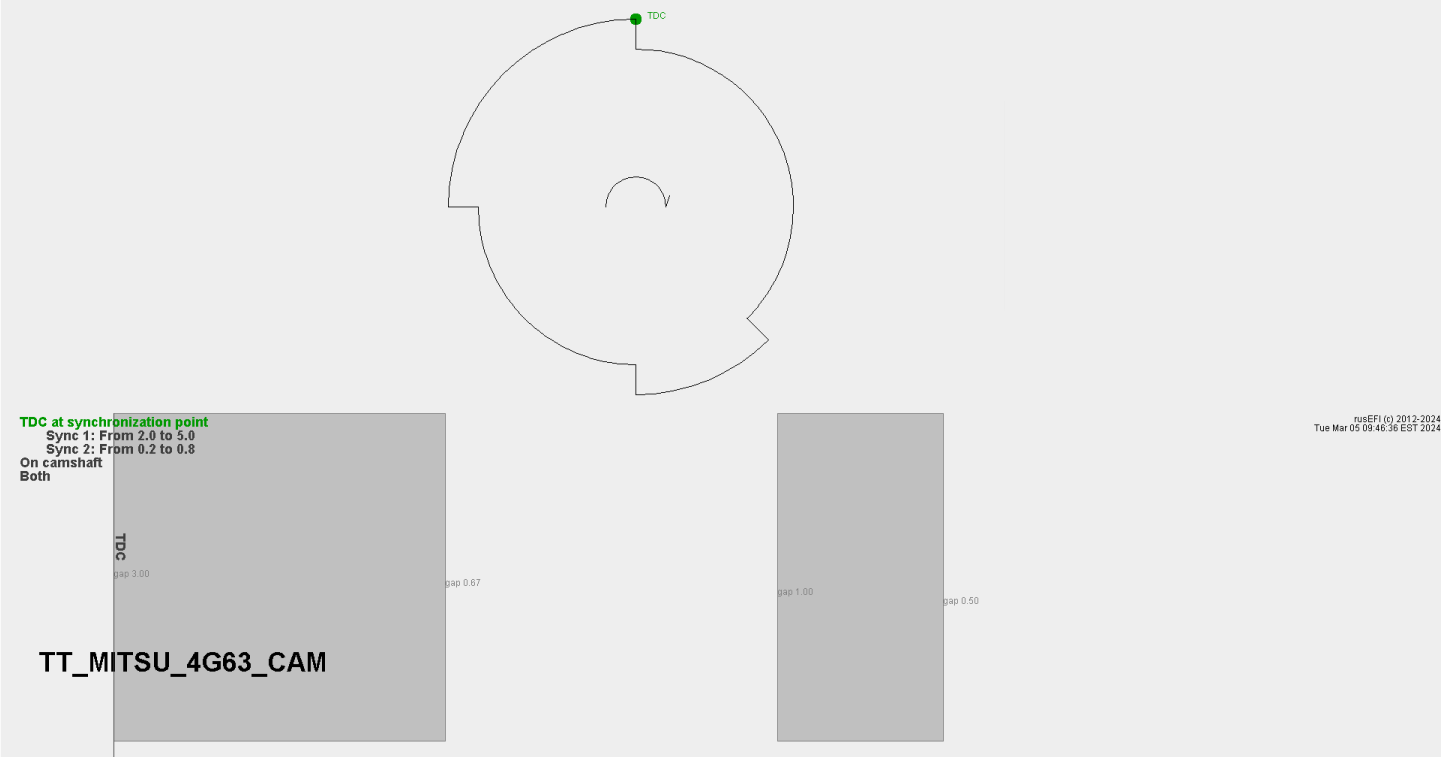 TDC
TDC at synchronization point
Sync 1: From 2.0 to 5.0
Sync 2: From 0.2 to 0.8
On camshaft
Both
rusEFI (c) 2012-2024
Tue Mar 05 09:46:36 EST 2024
TDC
gap 3.00
gap 0.67
gap 1.00
gap 0.50
TT_MITSU_4G63_CAM